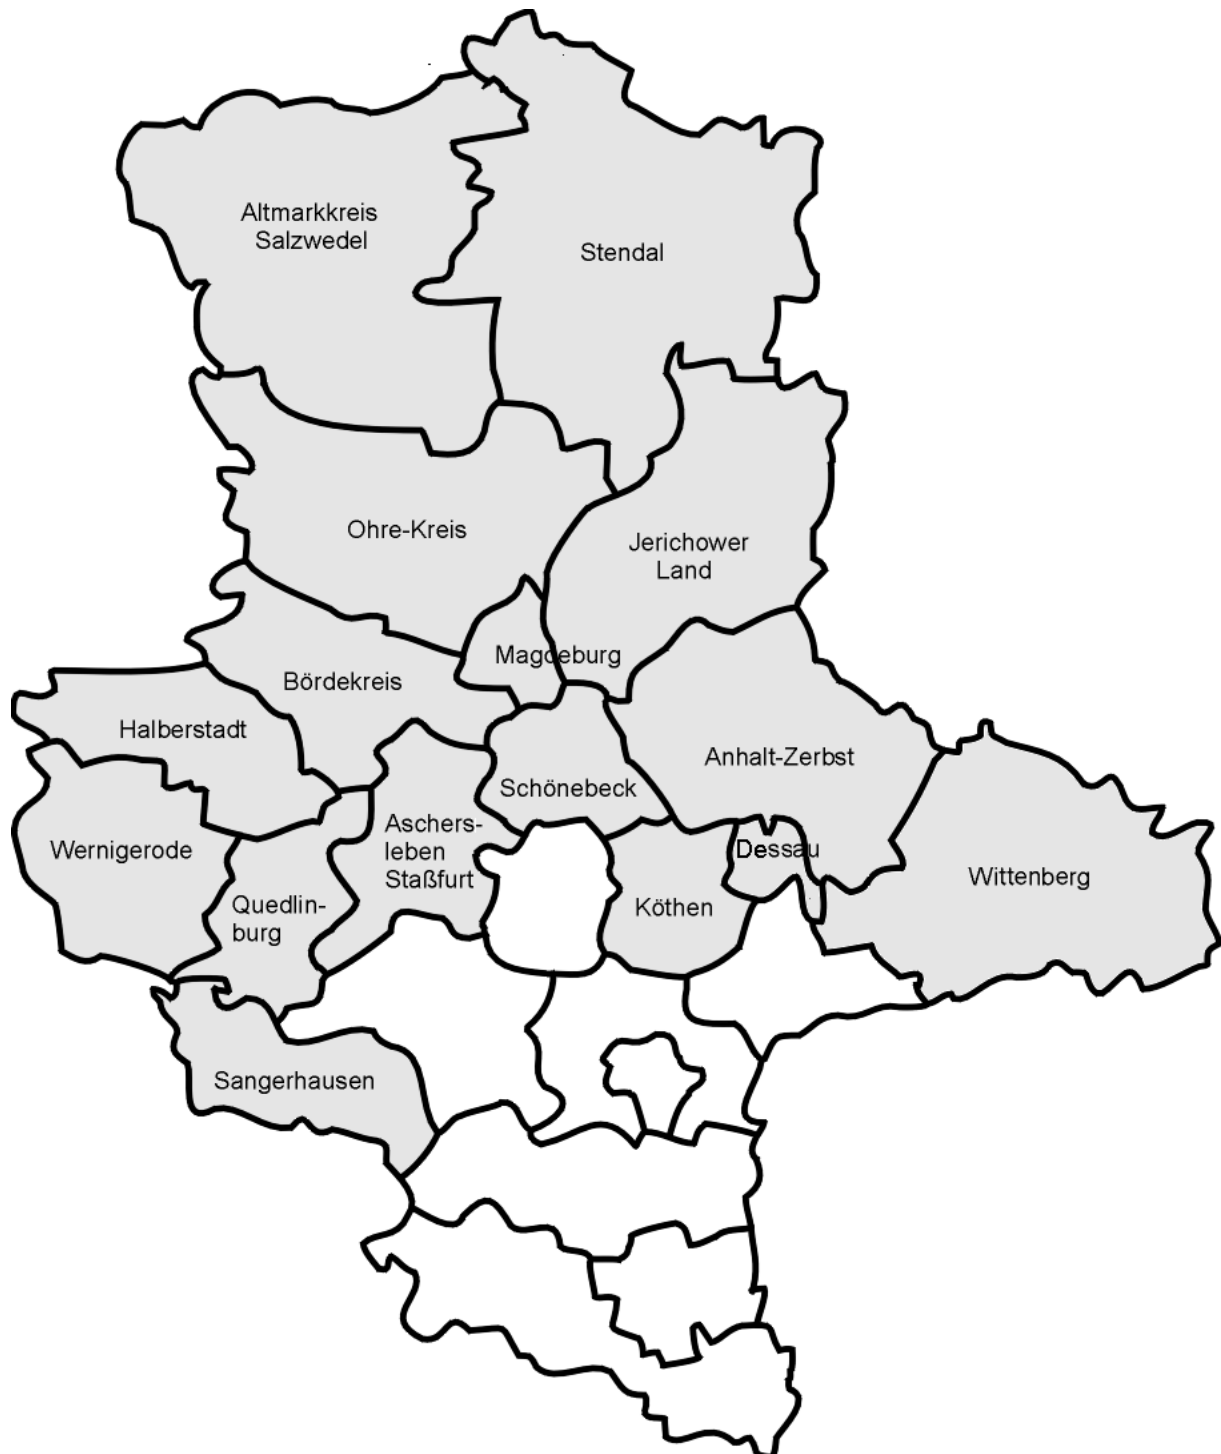 Altmarkkreis
Salzwedel
Stendal
Ohre-Kreis
Jerichower
Land
Magdeburg
Bördekreis
Halberstadt
Anhalt-Zerbst
Schönebeck
Aschers-
leben
Staßfurt
Wernigerode
Dessau
Wittenberg
Quedlin-
burg
Köthen
Sangerhausen